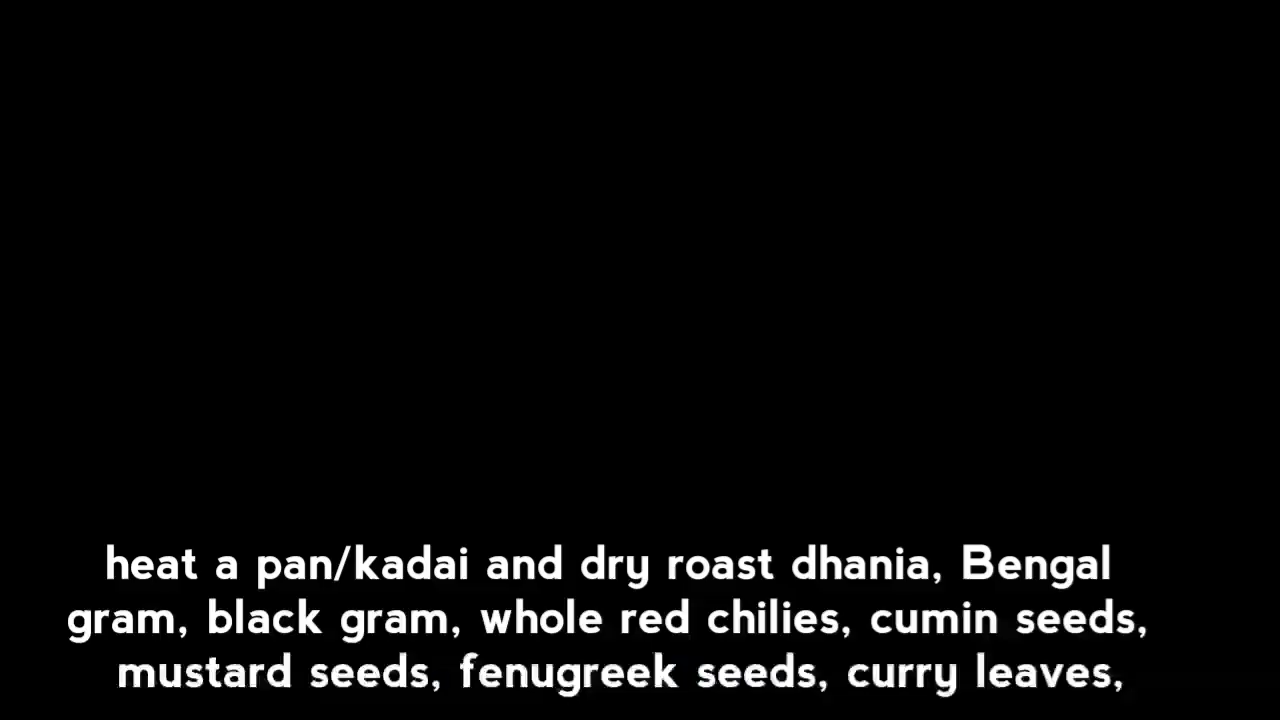 heat a pan/kadai and dry roast dhania, Bengal
gram, black gram, whole red chilies, cumin seeds,
mustard seeds, fenugreek seeds, curry leaves,